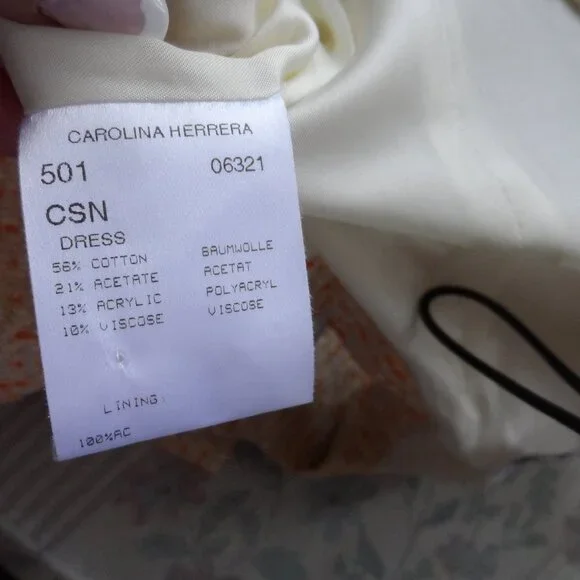 CAROLINA HERRERA
501 06321
CSN
DRESS
56% COTTON BAUMWOLLE
21% ACETATE ACETAT
13% ACRYLIC POLYACRYL
10% VISCOSE VISCOSE
LINING
100%AC